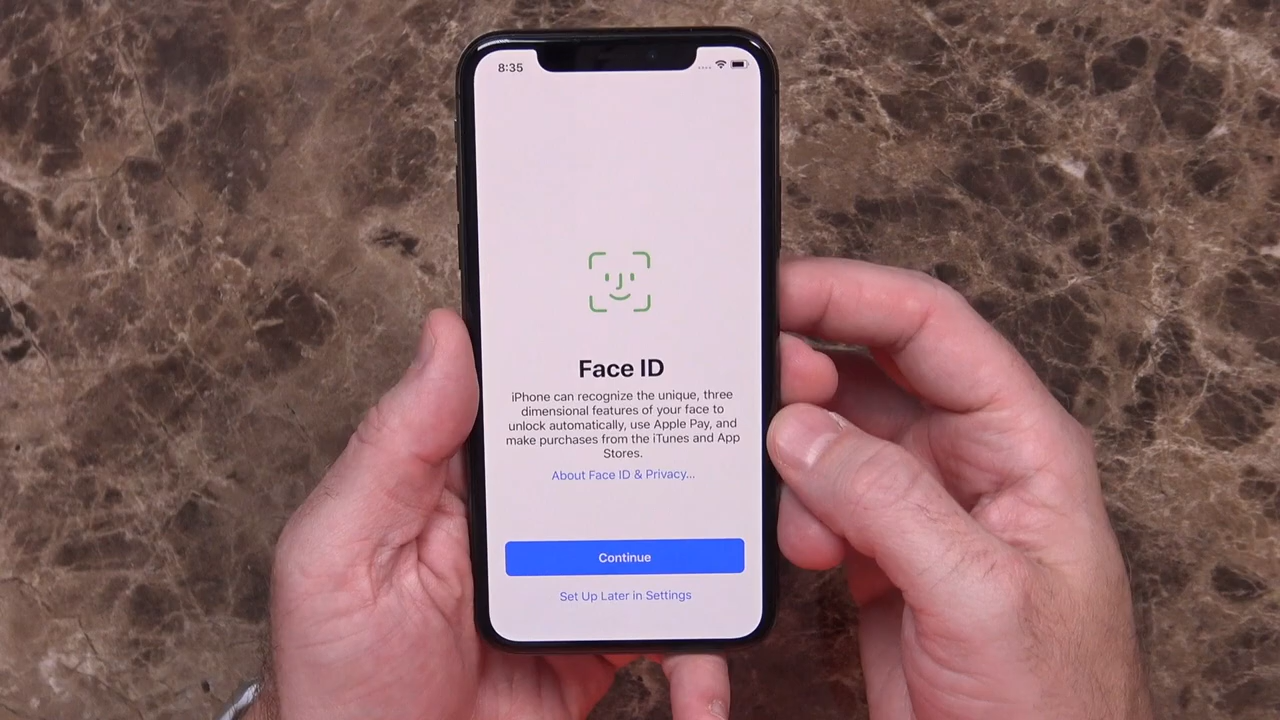 8:35
Face ID
iPhone can recognize the unique, three
dimensional features of your face to
unlock automatically, use Apple Pay, and
make purchases from the iTunes and App
Stores.
About Face ID & Privacy...
Continue
Set Up Later in Settings